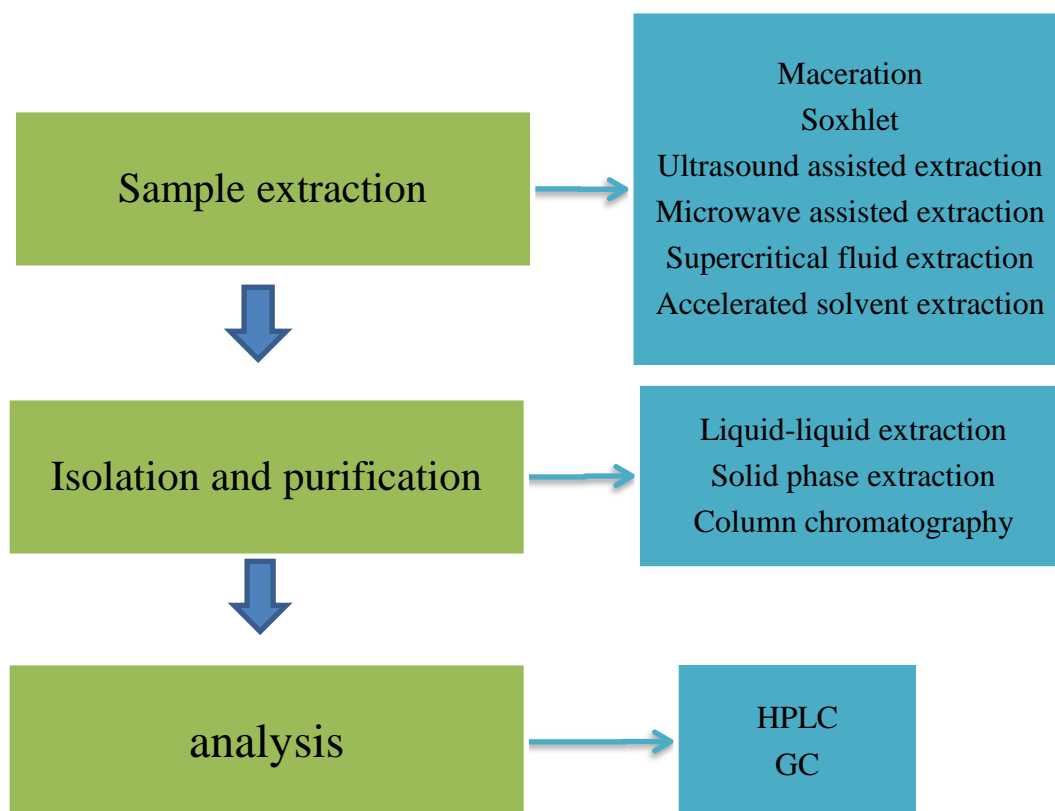 Sample extraction
Maceration
Soxhlet
Ultrasound assisted extraction
Microwave assisted extraction
Supercritical fluid extraction
Accelerated solvent extraction
Isolation and purification
Liquid-liquid extraction
Solid phase extraction
Column chromatography
analysis
HPLC
GC